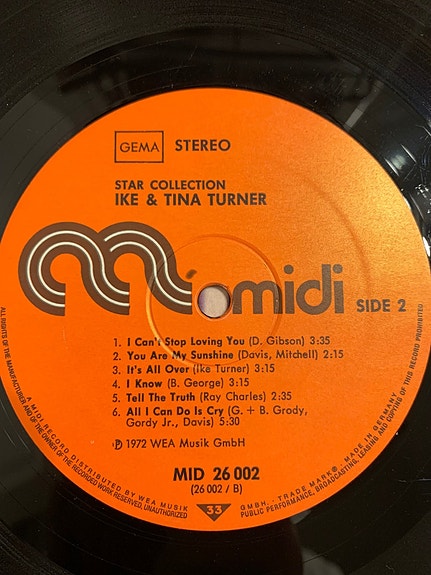 GEMA STEREO
STAR COLLECTION
IKE & TINA TURNER
midi SIDE 2
1. I Can't Stop Loving You (D. Gibson) 3:35
2. You Are My Sunshine (Davis, Mitchell) 2:15
3. It's All Over (Ike Turner) 3:35
4. I Know (B. George) 3:15
5. Tell The Truth (Ray Charles) 2:35
6. All I Can Do Is Cry (G. + B. Grody,
Gordy Jr., Davis) 5:30
℗ 1972 WEA Musik GmbH
MID 26 002
(26 002 / B)
33
ALL RIGHTS OF THE MANUFACTURER AND OF THE OWNER OF THE RECORDED WORK RESERVED, UNAUTHORIZED PUBLIC PERFORMANCE, BROADCASTING, LEASING AND COPYING OF THIS RECORD PROHIBITED
A MIDI RECORD DISTRIBUTED BY WEA MUSIK GMBH., TRADE MARK® MADE IN GERMANY